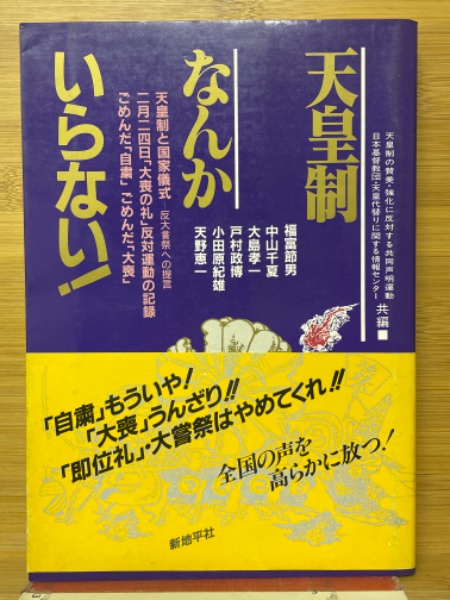 天皇制の賛美・強化に反対する共同声明運動
日本基督教団・天皇代替りに関する情報センター
共編■
天皇制
なんか
いらない!
福富節男
中山千夏
大島孝一
戸村政博
小田原紀雄
天野恵一
天皇制と国家儀式 反大嘗祭への提言
二月二四日「大喪の礼」反対運動の記録
ごめんだ「自粛」ごめんだ「大喪」
「自粛」もういや!
「大喪」うんざり!!
「即位礼」・大嘗祭はやめてくれ!!
全国の声を
高らかに放つ!
新地平社